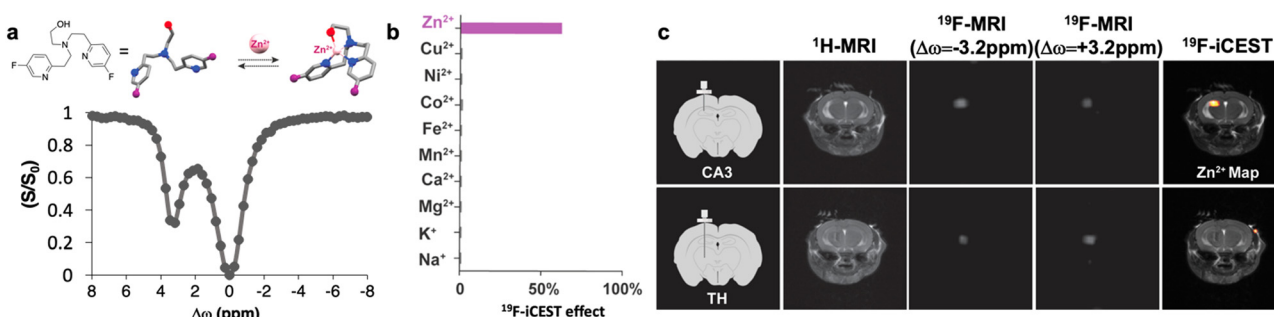 a
OH
N
N
N
F
F
=
Zn²⁺
Zn²⁺
(S/S₀)
1
0.8
0.6
0.4
0.2
0
8 6 4 2 0 -2 -4 -6 -8
Δω (ppm)
b
Zn²⁺
Cu²⁺
Ni²⁺
Co²⁺
Fe²⁺
Mn²⁺
Ca²⁺
Mg²⁺
K⁺
Na⁺
0 50% 100%
¹⁹F-iCEST effect
c
¹H-MRI
¹⁹F-MRI
(Δω=-3.2ppm)
¹⁹F-MRI
(Δω=+3.2ppm)
¹⁹F-iCEST
CA3
Zn²⁺ Map
TH